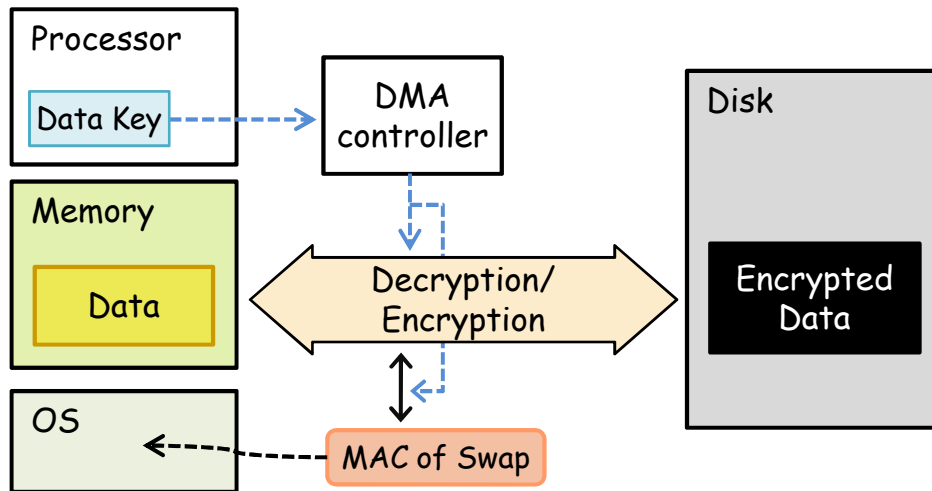 Processor
Data Key
DMA
controller
Disk
Memory
Data
Decryption/
Encryption
Encrypted
Data
OS
MAC of Swap